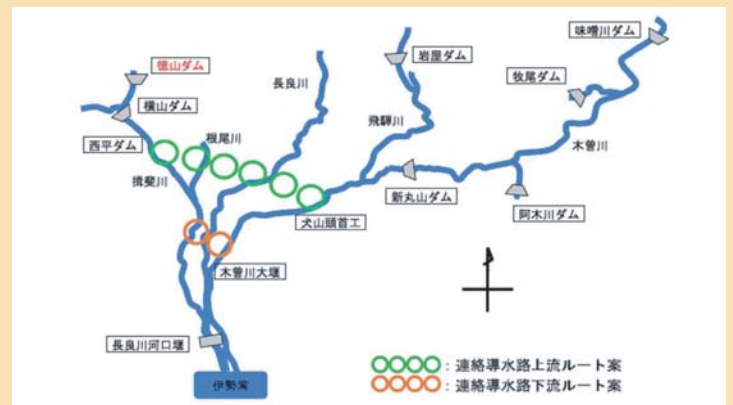 味噌川ダム
岩屋ダム
徳山ダム
牧尾ダム
長良川
横山ダム
飛騨川
根尾川
木曽川
西平ダム
揖斐川
新丸山ダム
阿木川ダム
犬山頭首工
木曽川大堰
長良川河口堰
：連絡導水路上流ルート案
：連絡導水路下流ルート案
伊勢湾